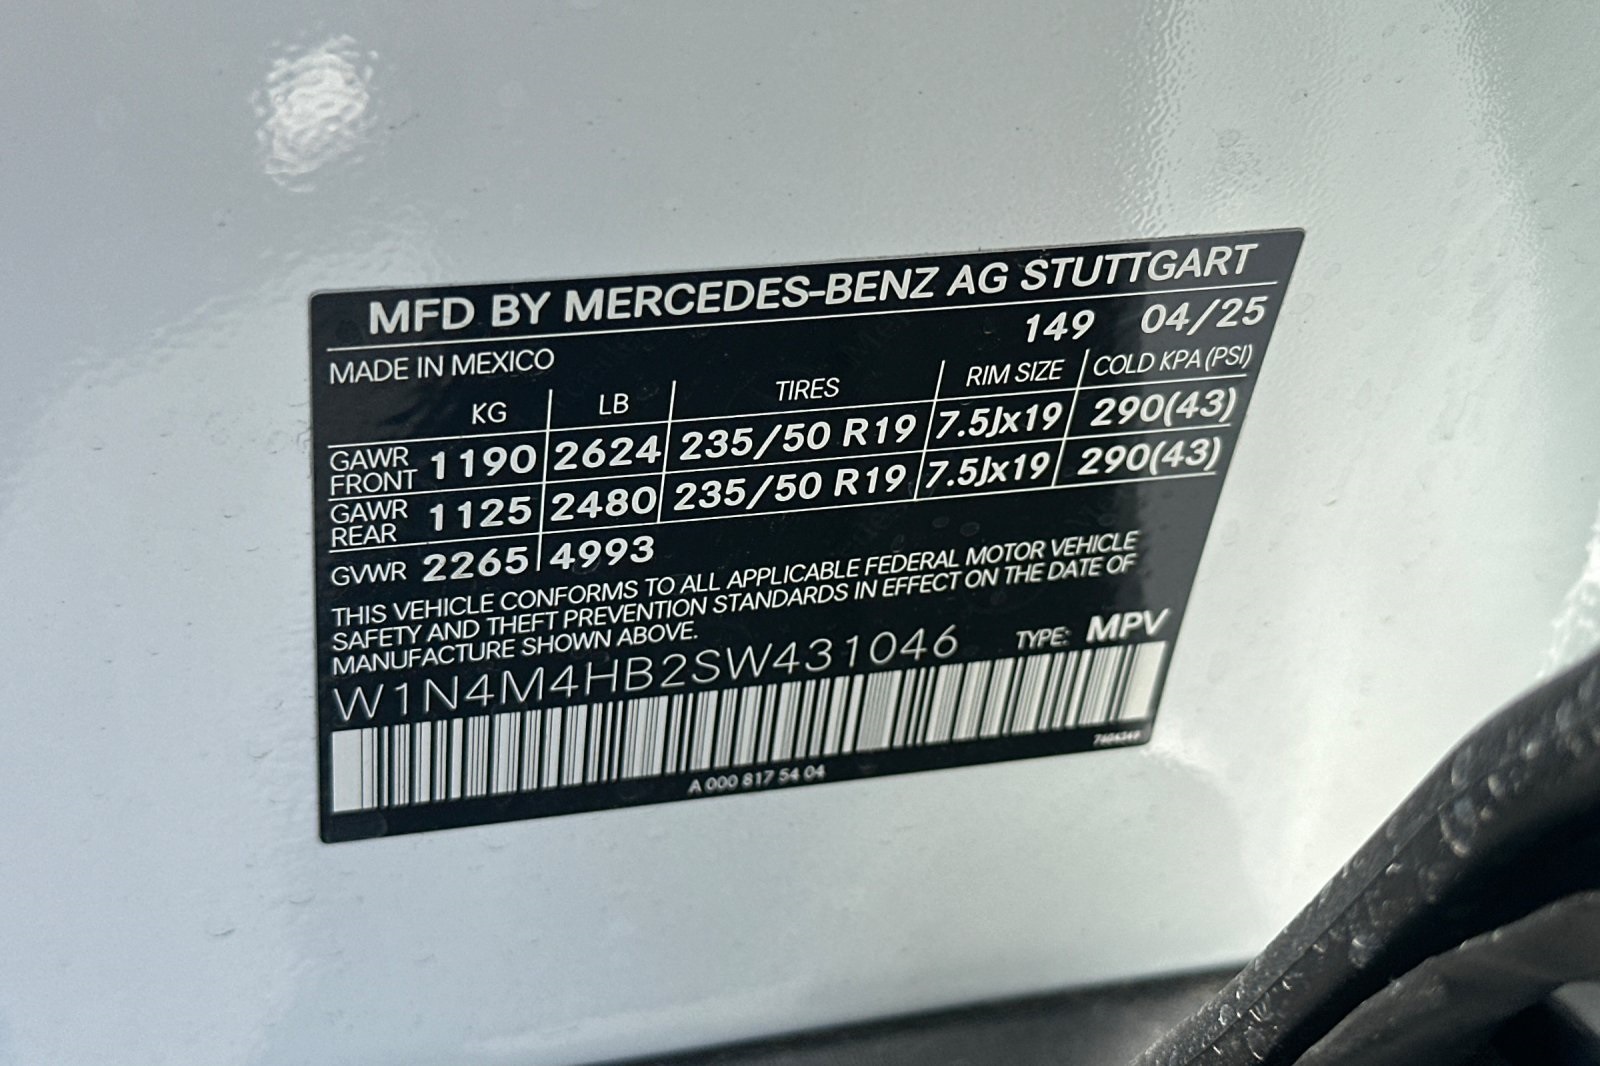 MFD BY MERCEDES-BENZ AG STUTTGART
149 04/25
MADE IN MEXICO
KG LB TIRES RIM SIZE COLD KPA (PSI)
GAWR FRONT 1190 2624 235/50 R19 7.5Jx19 290(43)
GAWR REAR 1125 2480 235/50 R19 7.5Jx19 290(43)
GVWR 2265 4993
THIS VEHICLE CONFORMS TO ALL APPLICABLE FEDERAL MOTOR VEHICLE
SAFETY AND THEFT PREVENTION STANDARDS IN EFFECT ON THE DATE OF
MANUFACTURE SHOWN ABOVE.
W1N4M4HB2SW431046 TYPE: MPV
A 000 817 54 04